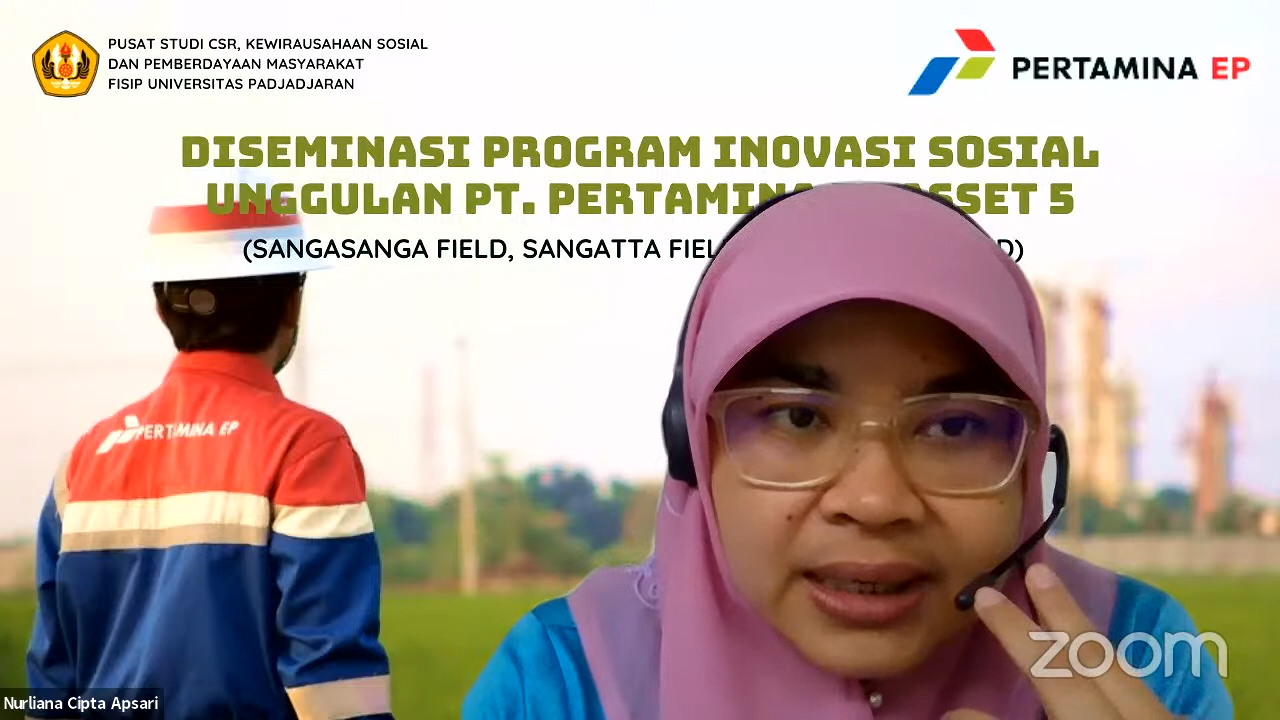 PUSAT STUDI CSR, KEWIRAUSAHAAN SOSIAL
DAN PEMBERDAYAAN MASYARAKAT
FISIP UNIVERSITAS PADJADJARAN
PERTAMINA EP
DISEMINASI PROGRAM INOVASI SOSIAL
UNGGULAN PT. PERTAMINA ASSET 5
(SANGASANGA FIELD, SANGATTA FIEL D)
PERTAMINA EP
zoom
Nurliana Cipta Apsari